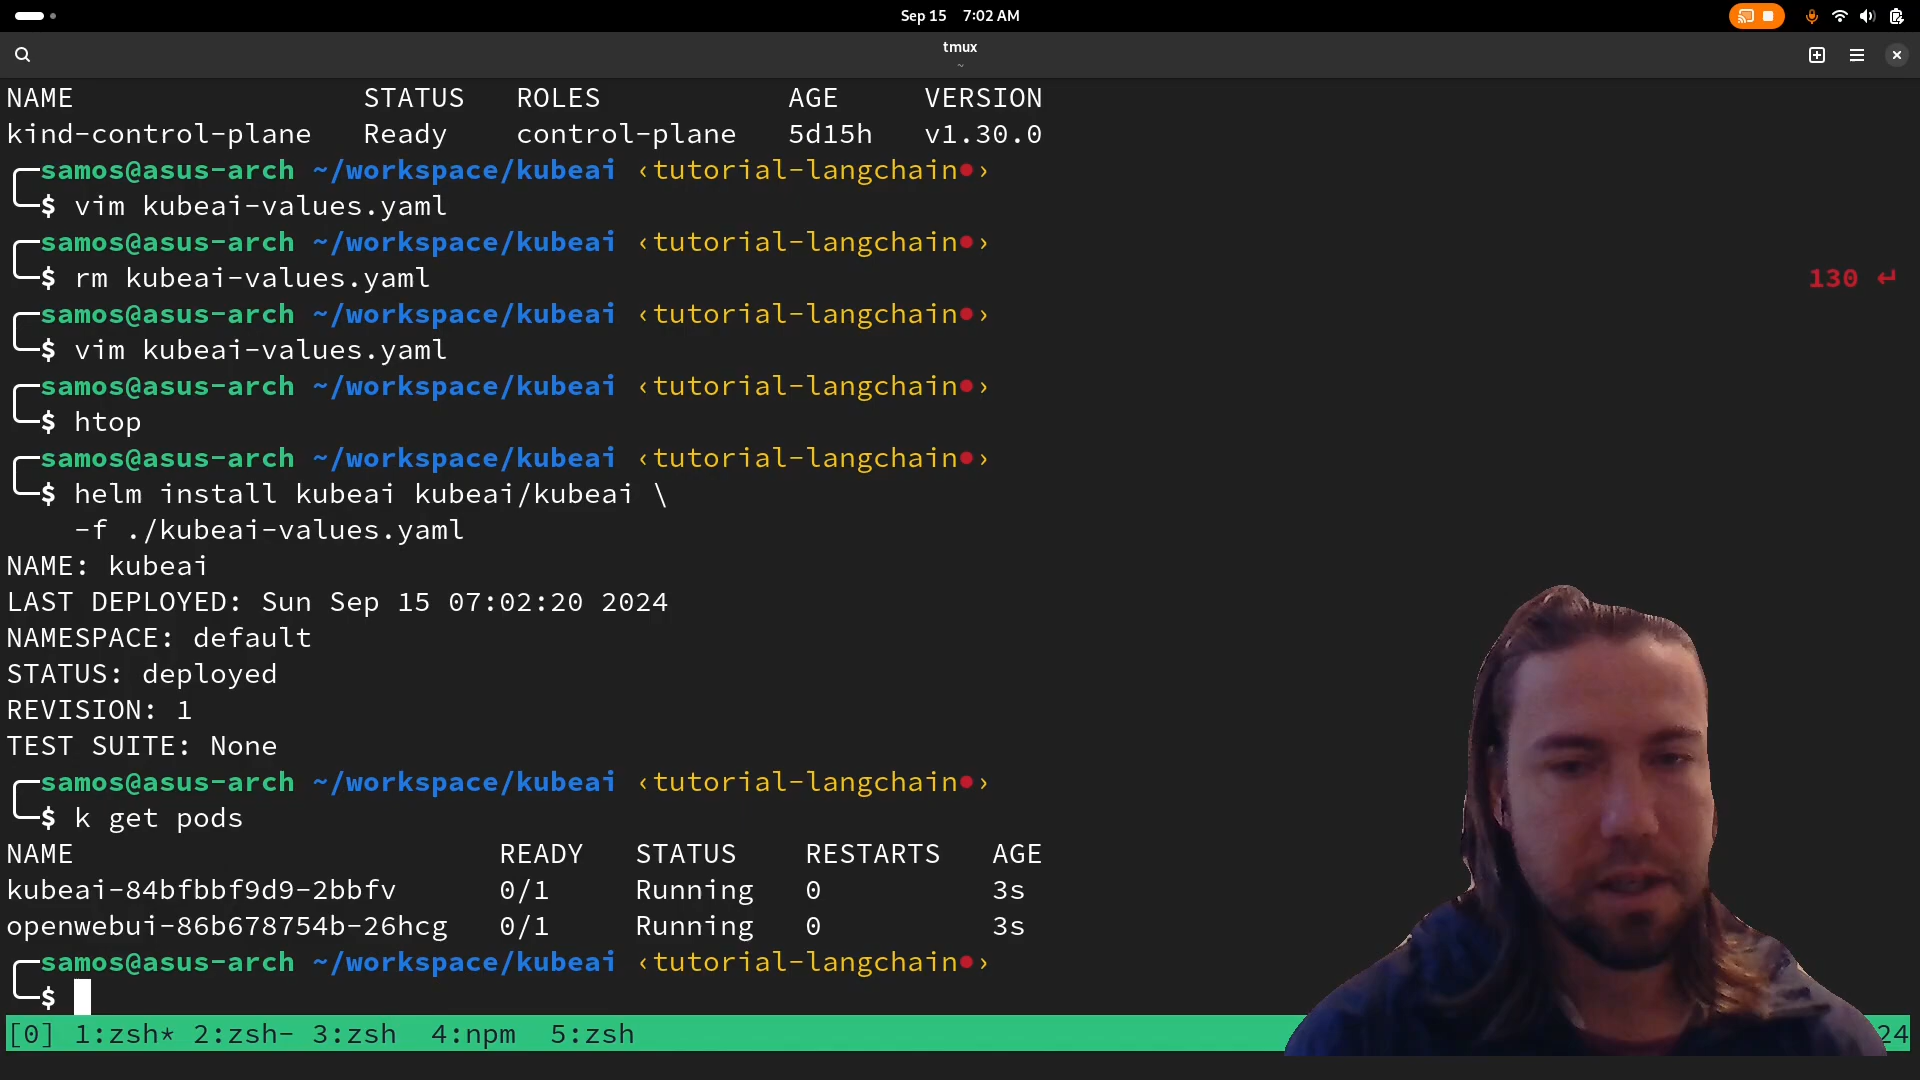 Sep 15 7:02 AM
tmux
~
NAME STATUS ROLES AGE VERSION
kind-control-plane Ready control-plane 5d15h v1.30.0
samos@asus-arch ~/workspace/kubeai ‹tutorial-langchain●›
$ vim kubeai-values.yaml
samos@asus-arch ~/workspace/kubeai ‹tutorial-langchain●›
$ rm kubeai-values.yaml 130 ↵
samos@asus-arch ~/workspace/kubeai ‹tutorial-langchain●›
$ vim kubeai-values.yaml
samos@asus-arch ~/workspace/kubeai ‹tutorial-langchain●›
$ htop
samos@asus-arch ~/workspace/kubeai ‹tutorial-langchain●›
$ helm install kubeai kubeai/kubeai \
-f ./kubeai-values.yaml
NAME: kubeai
LAST DEPLOYED: Sun Sep 15 07:02:20 2024
NAMESPACE: default
STATUS: deployed
REVISION: 1
TEST SUITE: None
samos@asus-arch ~/workspace/kubeai ‹tutorial-langchain●›
$ k get pods
NAME READY STATUS RESTARTS AGE
kubeai-84bfbbf9d9-2bbfv 0/1 Running 0 3s
openwebui-86b678754b-26hcg 0/1 Running 0 3s
samos@asus-arch ~/workspace/kubeai ‹tutorial-langchain●›
$
[0] 1:zsh* 2:zsh- 3:zsh 4:npm 5:zsh 24